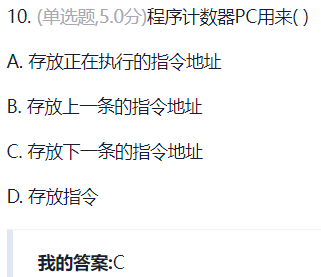 10. (单选题,5.0分)程序计数器PC用来( )
A. 存放正在执行的指令地址
B. 存放上一条的指令地址
C. 存放下一条的指令地址
D. 存放指令
我的答案:C